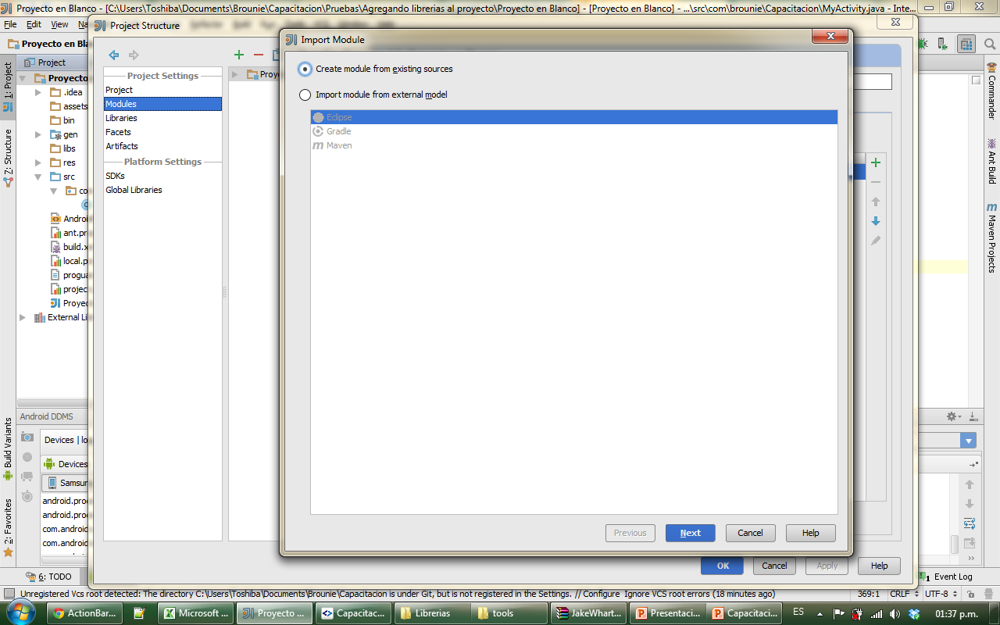 Proyecto en Blanco - [C:\Users\Toshiba\Documents\Brounie\Capacitacion\Pruebas\Agregando librerias al proyecto\Proyecto en Blanco] - [Proyecto en Blanco] - ...\src\com\brounie\Capacitacion\MyActivity.java - Inte...
File Edit View Na
Project Structure
Import Module
Proyecto en Bla
Project
Proyecto
.idea
assets
bin
gen
libs
res
src
co
Androi
ant.pr
build.x
local.p
progua
projec
Proyec
External Li
1: Project
Z: Structure
Build Variants
2: Favorites
Project Settings
Project
Modules
Libraries
Facets
Artifacts
Platform Settings
SDKs
Global Libraries
Proy
Create module from existing sources
Import module from external model
Eclipse
Gradle
Maven
Previous
Next
Cancel
Help
OK
Cancel
Apply
Help
Commander
Ant Build
Maven Projects
Android DDMS
Devices | lo
Devices
Samsun
android.proc
android.proc
com.android
com.android
6: TODO
1 Event Log
Unregistered Vcs root detected: The directory C:\Users\Toshiba\Documents\Brounie\Capacitacion is under Git, but is not registered in the Settings. // Configure Ignore VCS root errors (18 minutes ago)
369:1 CRLF UTF-8
ActionBar...
Microsoft ...
Proyecto ...
Capacitac...
Librerias
tools
JakeWhart...
Presentaci...
Capacitaci...
ES
01:37 p.m.